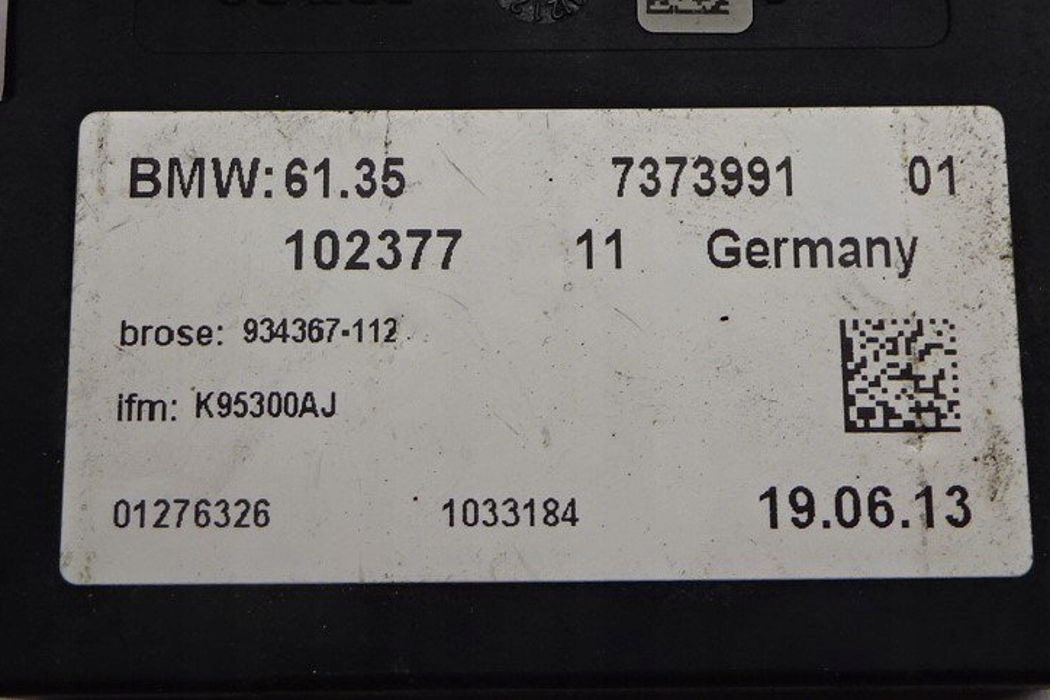 BMW: 61.35 7373991 01
102377 11 Germany
brose: 934367-112
ifm: K95300AJ
01276326 1033184 19.06.13